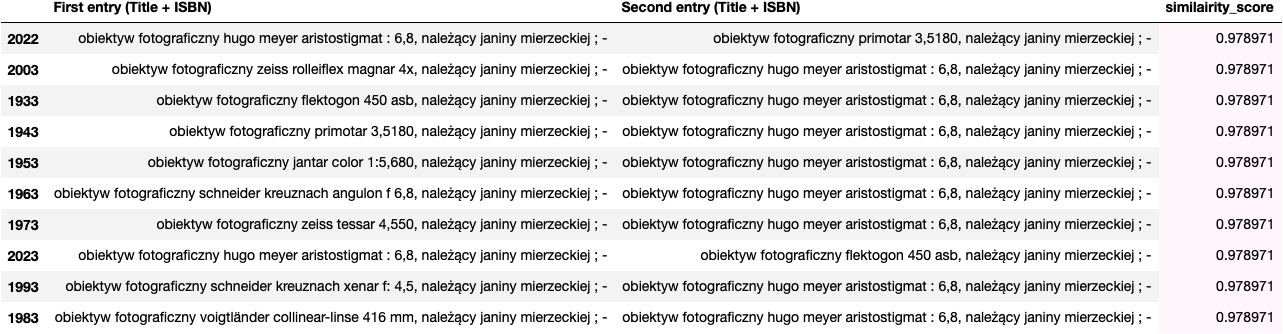 First entry (Title + ISBN) Second entry (Title + ISBN) similairity_score
2022 obiektyw fotograficzny hugo meyer aristostigmat : 6,8, należący janiny mierzeckiej ; - obiektyw fotograficzny primotar 3,5180, należący janiny mierzeckiej ; - 0.978971
2003 obiektyw fotograficzny zeiss rolleiflex magnar 4x, należący janiny mierzeckiej ; - obiektyw fotograficzny hugo meyer aristostigmat : 6,8, należący janiny mierzeckiej ; - 0.978971
1933 obiektyw fotograficzny flektogon 450 asb, należący janiny mierzeckiej ; - obiektyw fotograficzny hugo meyer aristostigmat : 6,8, należący janiny mierzeckiej ; - 0.978971
1943 obiektyw fotograficzny primotar 3,5180, należący janiny mierzeckiej ; - obiektyw fotograficzny hugo meyer aristostigmat : 6,8, należący janiny mierzeckiej ; - 0.978971
1953 obiektyw fotograficzny jantar color 1:5,680, należący janiny mierzeckiej ; - obiektyw fotograficzny hugo meyer aristostigmat : 6,8, należący janiny mierzeckiej ; - 0.978971
1963 obiektyw fotograficzny schneider kreuznach angulon f 6,8, należący janiny mierzeckiej ; - obiektyw fotograficzny hugo meyer aristostigmat : 6,8, należący janiny mierzeckiej ; - 0.978971
1973 obiektyw fotograficzny zeiss tessar 4,550, należący janiny mierzeckiej ; - obiektyw fotograficzny hugo meyer aristostigmat : 6,8, należący janiny mierzeckiej ; - 0.978971
2023 obiektyw fotograficzny hugo meyer aristostigmat : 6,8, należący janiny mierzeckiej ; - obiektyw fotograficzny flektogon 450 asb, należący janiny mierzeckiej ; - 0.978971
1993 obiektyw fotograficzny schneider kreuznach xenar f: 4,5, należący janiny mierzeckiej ; - obiektyw fotograficzny hugo meyer aristostigmat : 6,8, należący janiny mierzeckiej ; - 0.978971
1983 obiektyw fotograficzny voigtländer collinear-linse 416 mm, należący janiny mierzeckiej ; - obiektyw fotograficzny hugo meyer aristostigmat : 6,8, należący janiny mierzeckiej ; - 0.978971